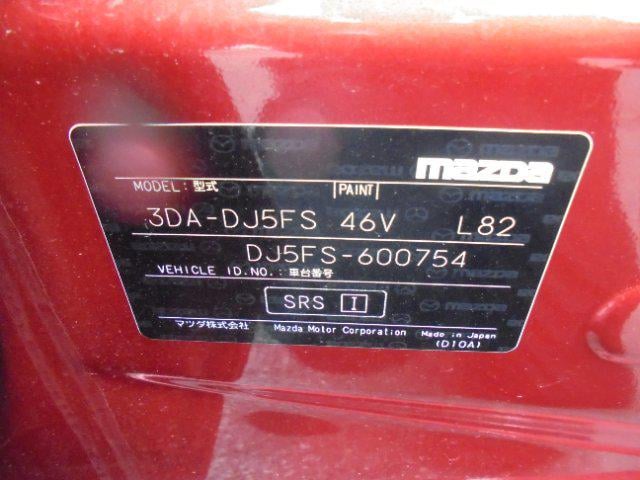 mazda
MODEL:型式 PAINT
3DA-DJ5FS 46V L82
DJ5FS-600754
VEHICLE ID.NO.:車台番号
SRS I
マツダ株式会社 Mazda Motor Corporation Made in Japan
(D10A)